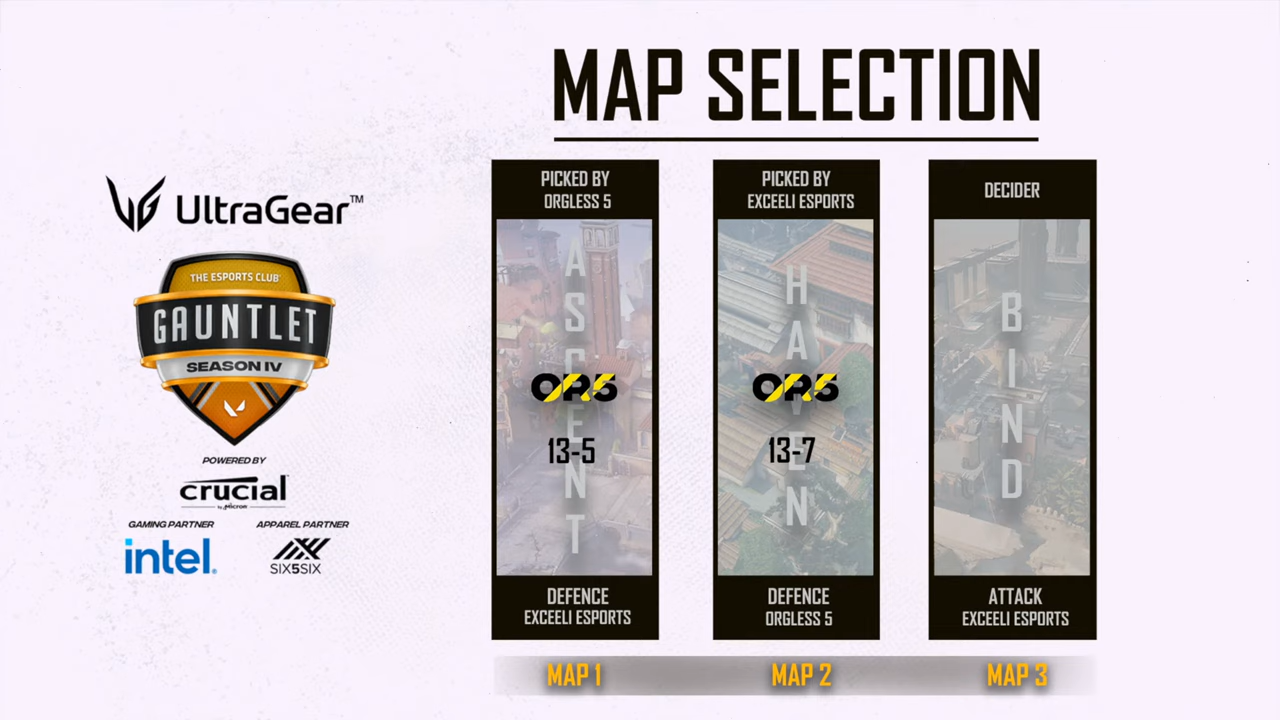 MAP SELECTION
UltraGear™
THE ESPORTS CLUB
GAUNTLET
SEASON IV
POWERED BY
crucial
by micron
GAMING PARTNER
APPAREL PARTNER
intel.
SIX5SIX
PICKED BY
ORGLESS 5
ASCENT
OR5
13-5
DEFENCE
EXCEELI ESPORTS
MAP 1
PICKED BY
EXCEELI ESPORTS
HAVEN
OR5
13-7
DEFENCE
ORGLESS 5
MAP 2
DECIDER
BIND
ATTACK
EXCEELI ESPORTS
MAP 3